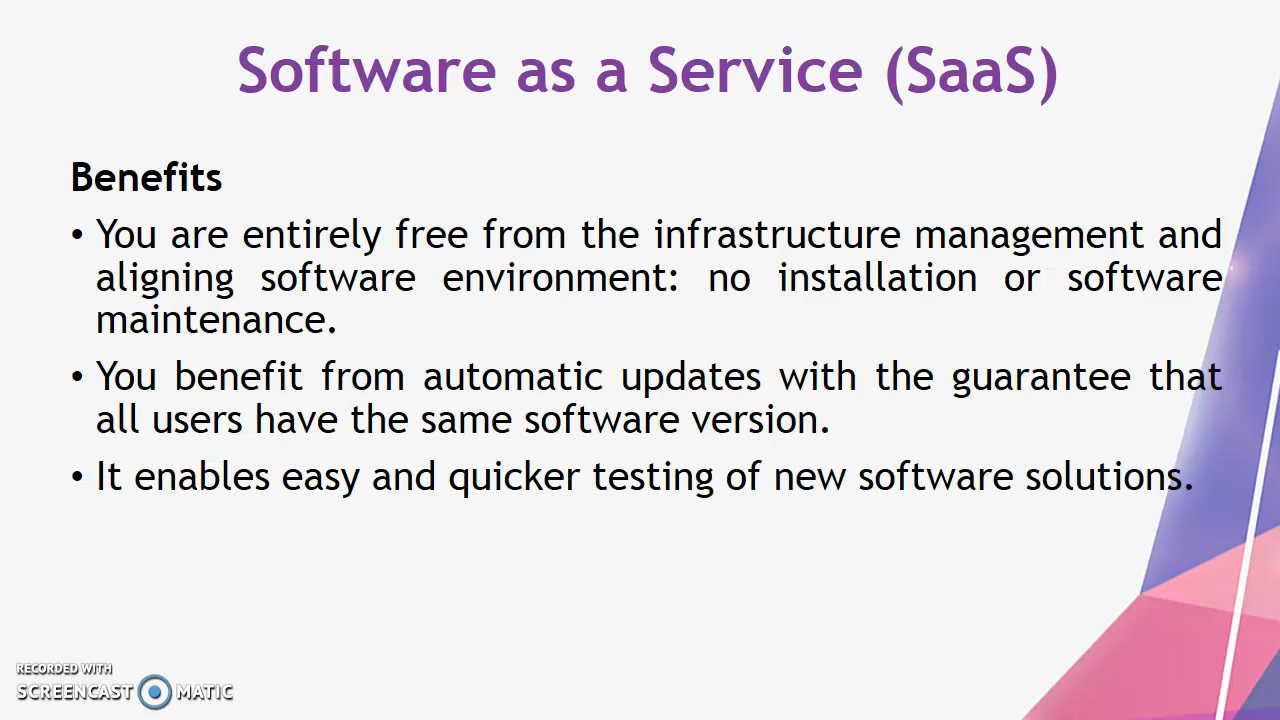 Software as a Service (SaaS)
Benefits
• You are entirely free from the infrastructure management and
aligning software environment: no installation or software
maintenance.
• You benefit from automatic updates with the guarantee that
all users have the same software version.
• It enables easy and quicker testing of new software solutions.
RECORDED WITH
SCREENCAST MATIC